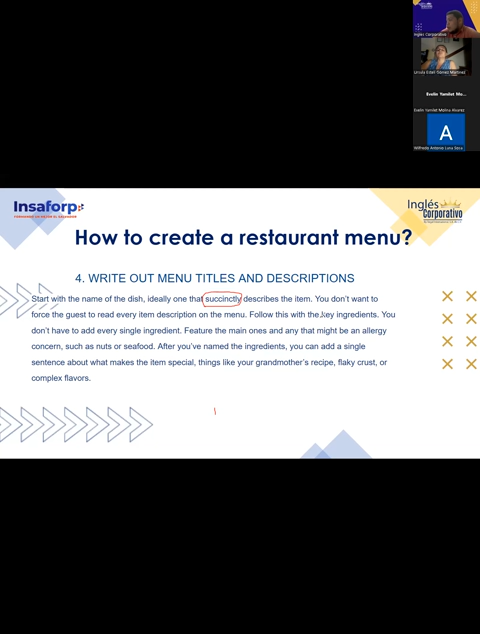 Inglés Corporativo
Evelin Yamilet Mo...
Evelin Yamilet Molina Alvarez
A
Wilfredo Antonio Luna Seca
Insaforp
Inglés
Corporativo
How to create a restaurant menu?
4. WRITE OUT MENU TITLES AND DESCRIPTIONS
Start with the name of the dish, ideally one that succinctly describes the item. You don't want to
force the guest to read every item description on the menu. Follow this with the key ingredients. You
don't have to add every single ingredient. Feature the main ones and any that might be an allergy
concern, such as nuts or seafood. After you've named the ingredients, you can add a single
sentence about what makes the item special, things like your grandmother's recipe, flaky crust, or
complex flavors.